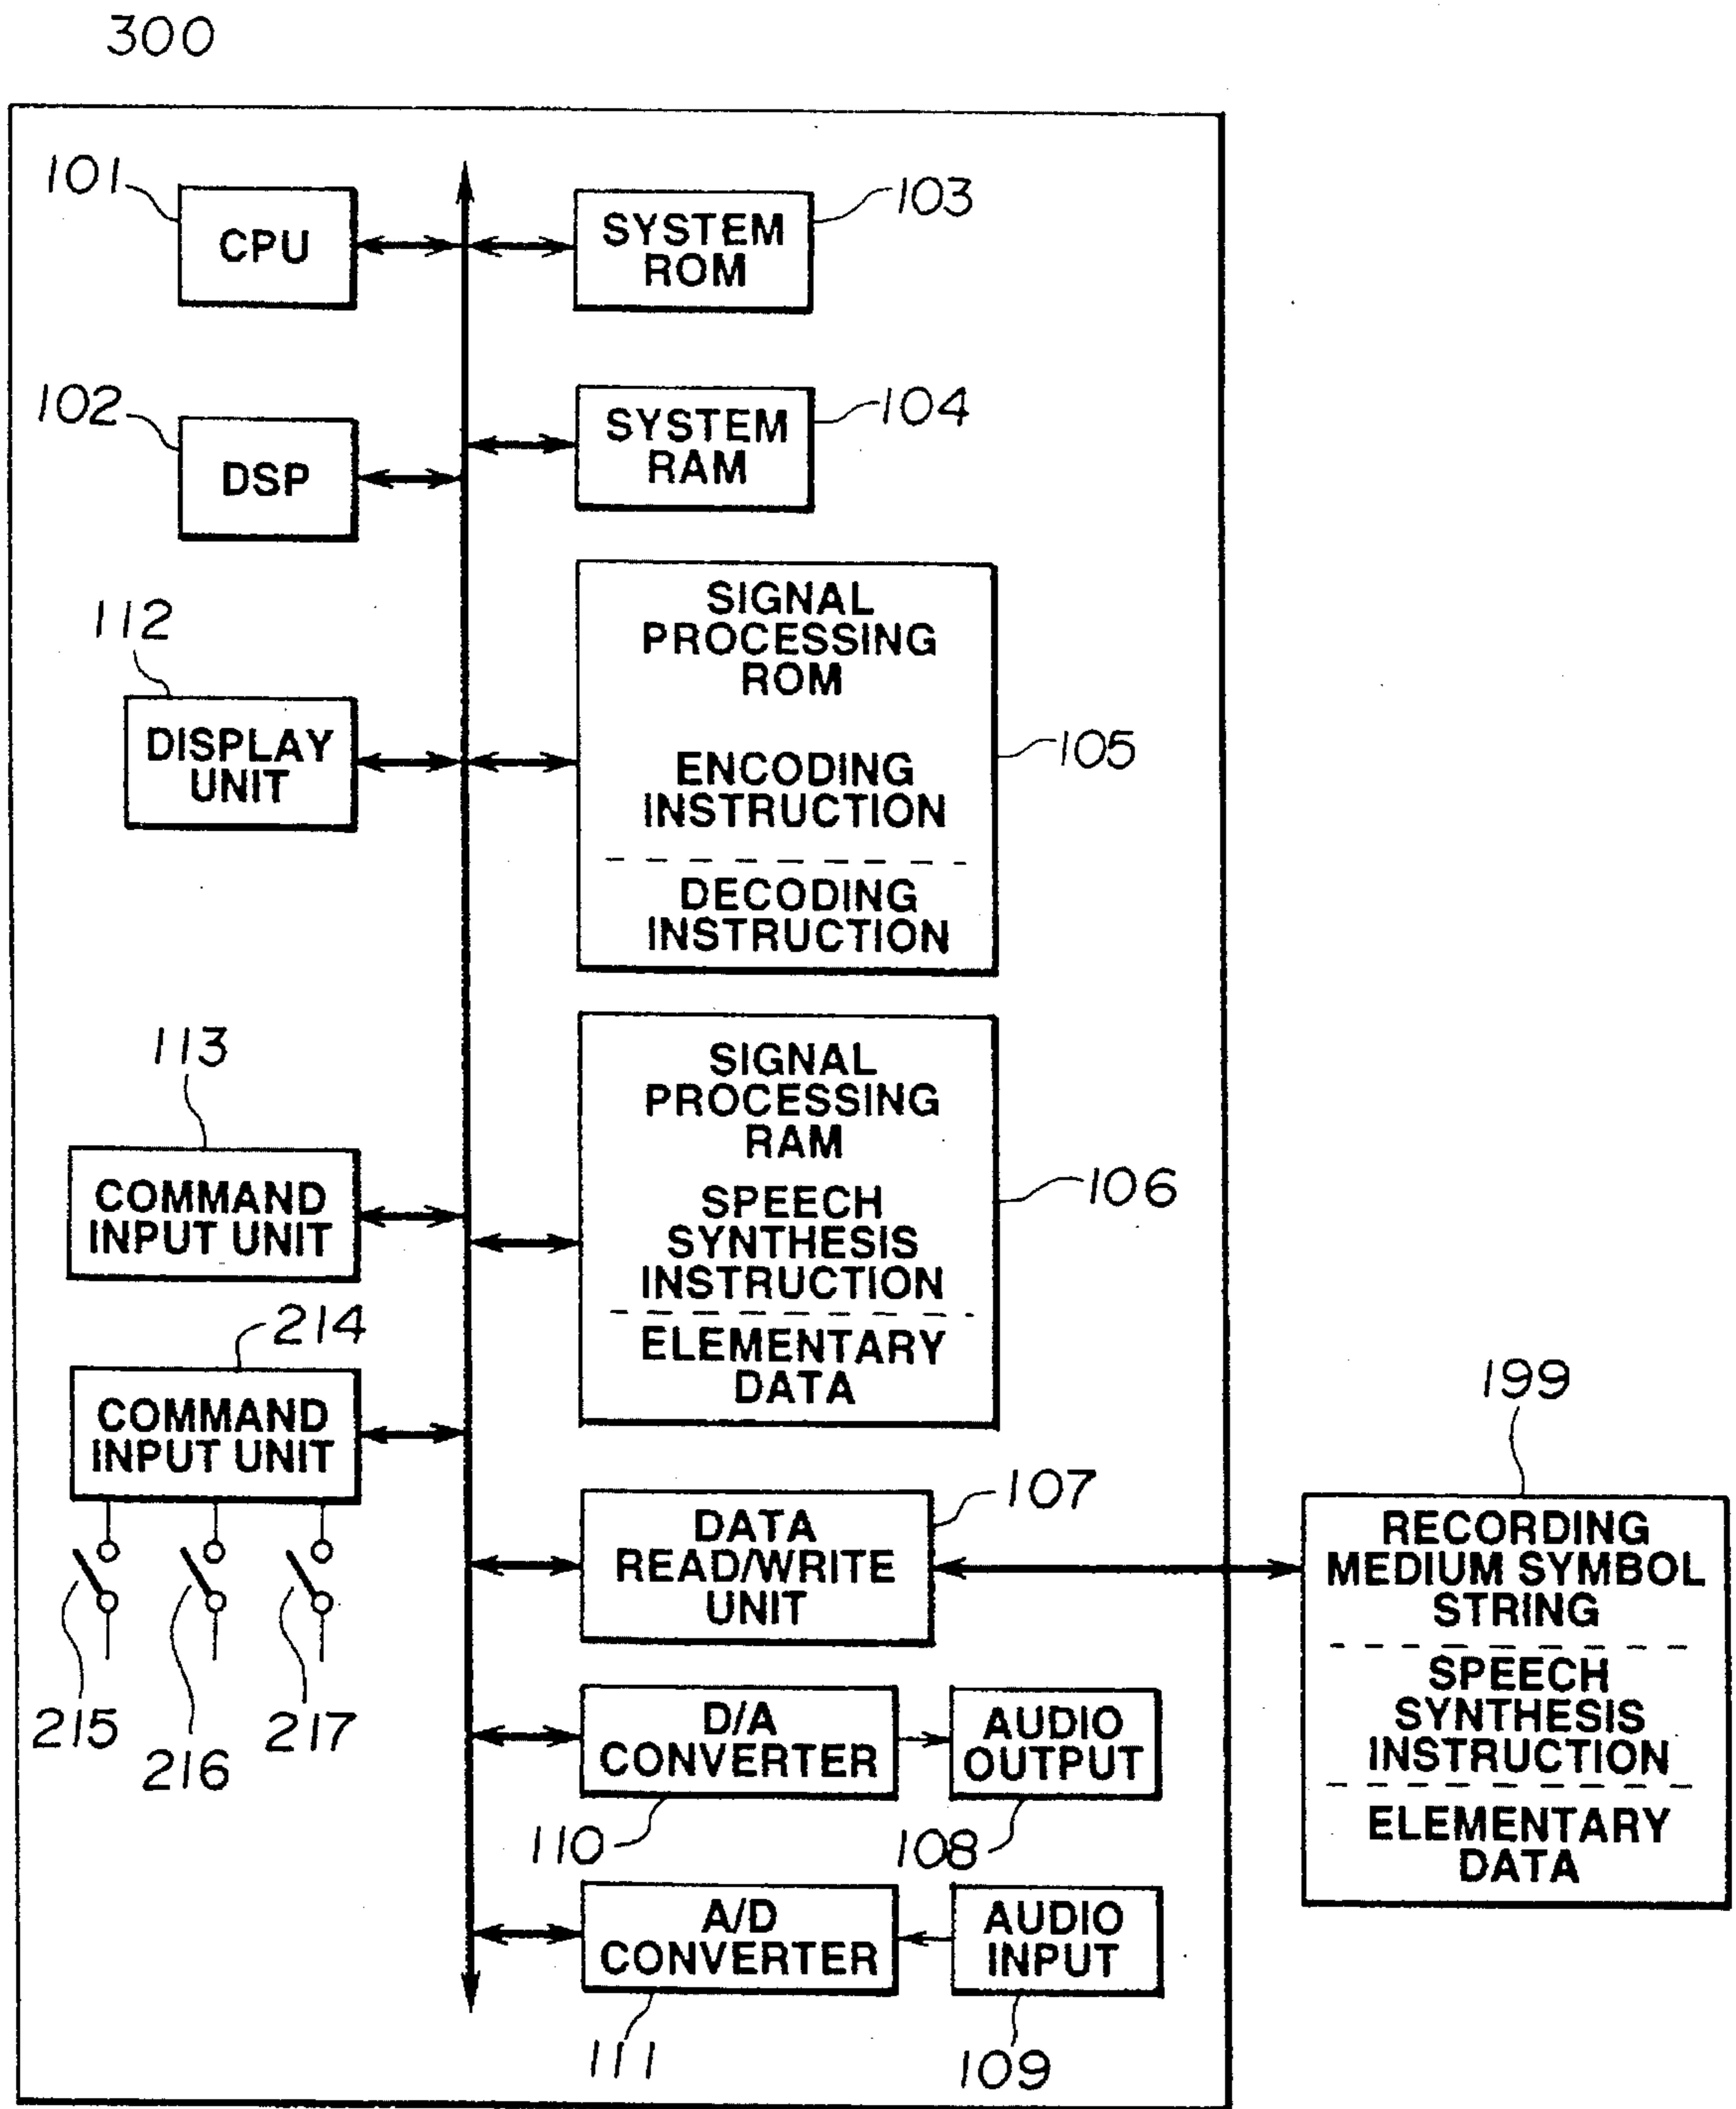 300
101
CPU
SYSTEM
ROM
103
102
DSP
SYSTEM
RAM
104
112
DISPLAY
UNIT
SIGNAL
PROCESSING
ROM
ENCODING
INSTRUCTION
DECODING
INSTRUCTION
105
113
COMMAND
INPUT UNIT
SIGNAL
PROCESSING
RAM
SPEECH
SYNTHESIS
INSTRUCTION
ELEMENTARY
DATA
106
214
COMMAND
INPUT UNIT
215
216
217
DATA
READ/WRITE
UNIT
107
199
RECORDING
MEDIUM SYMBOL
STRING
SPEECH
SYNTHESIS
INSTRUCTION
ELEMENTARY
DATA
D/A
CONVERTER
110
AUDIO
OUTPUT
108
A/D
CONVERTER
111
AUDIO
INPUT
109